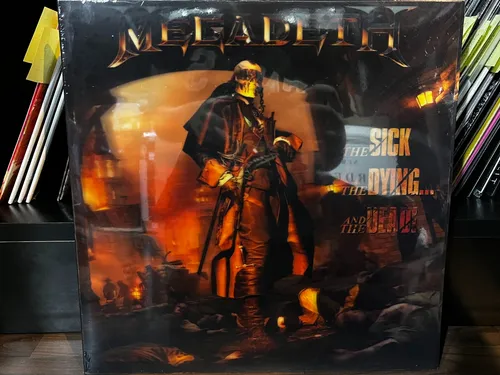 MEGADETH
THE SICK
THE DYING...
AND THE DEAD!